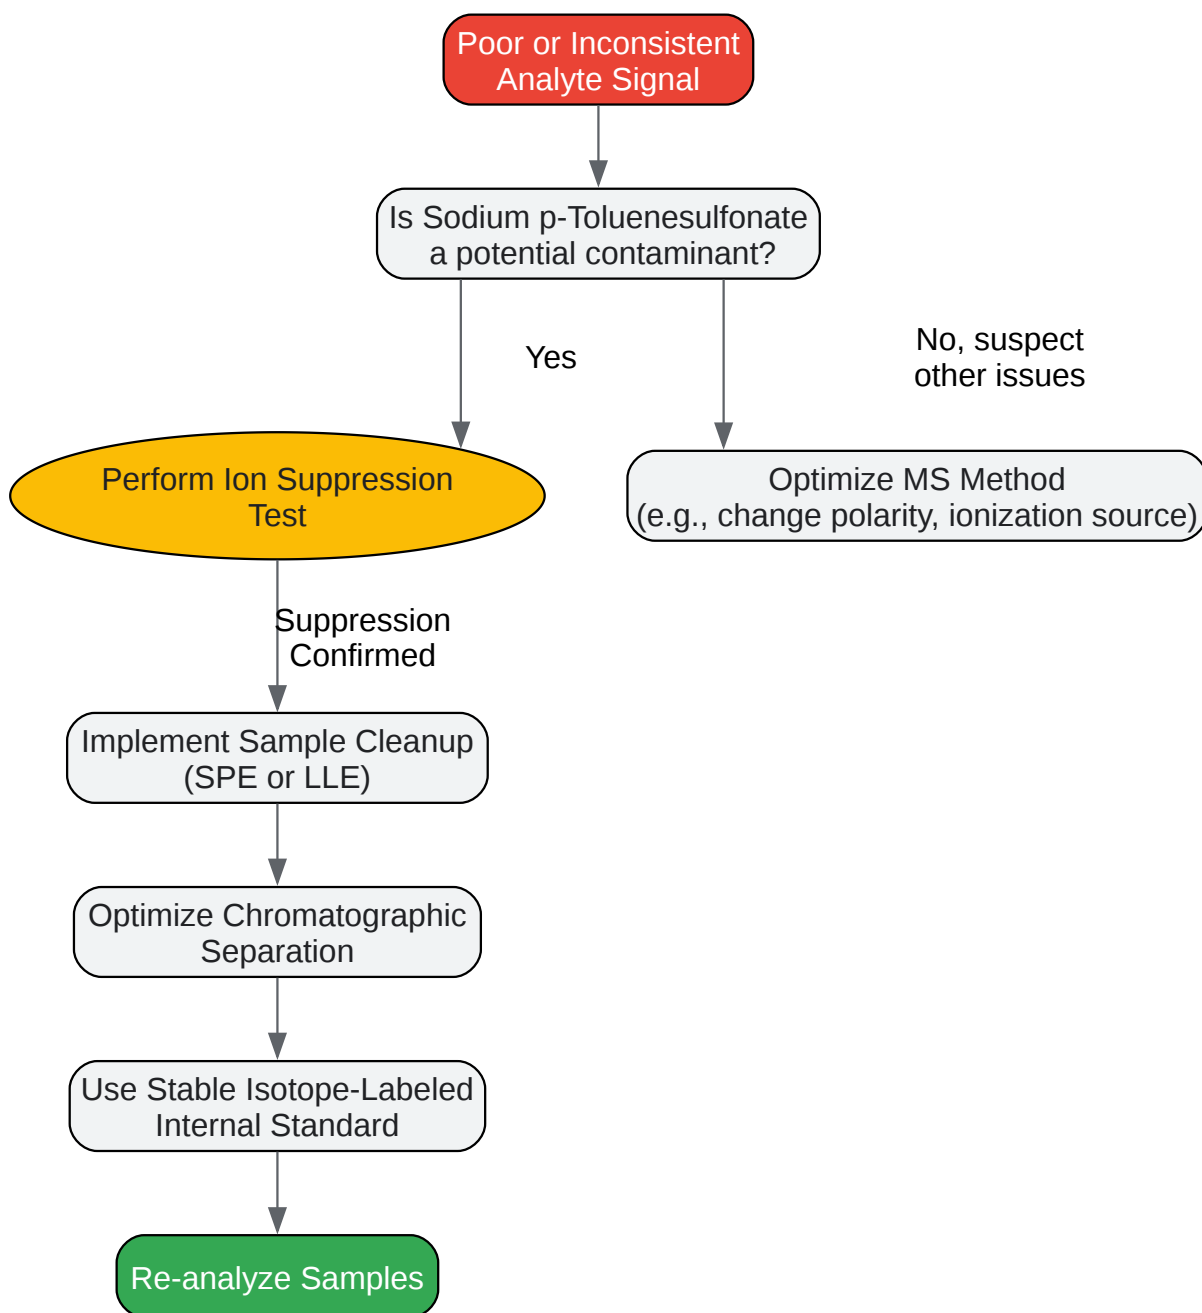 Poor or Inconsistent
Analyte Signal
Is Sodium p-Toluenesulfonate
a potential contaminant?
Yes
No, suspect
other issues
Perform Ion Suppression
Test
Optimize MS Method
(e.g., change polarity, ionization source)
Suppression
Confirmed
Implement Sample Cleanup
(SPE or LLE)
Optimize Chromatographic
Separation
Use Stable Isotope-Labeled
Internal Standard
Re-analyze Samples